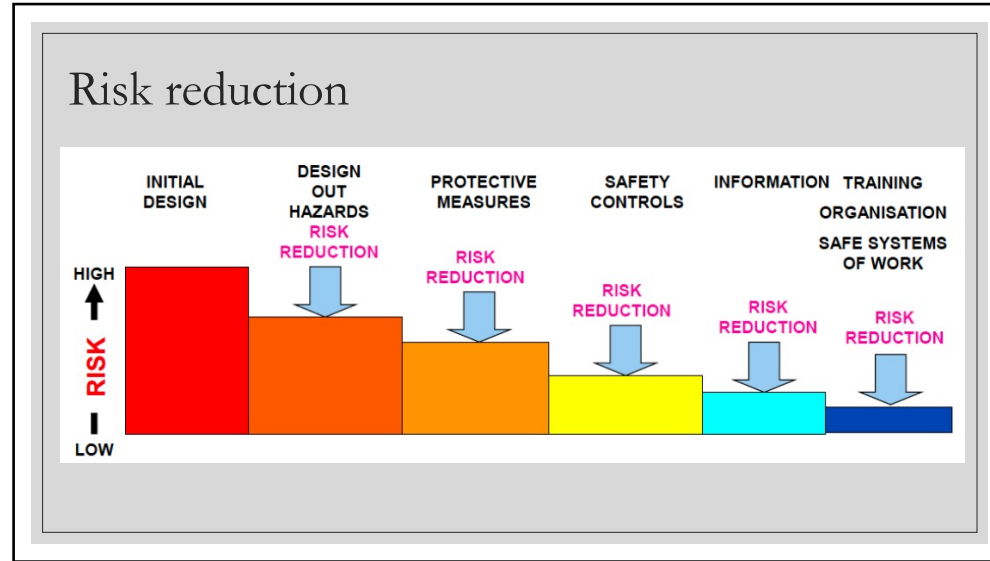 Risk reduction
INITIAL
DESIGN
DESIGN
OUT
HAZARDS
RISK
REDUCTION
PROTECTIVE
MEASURES
RISK
REDUCTION
SAFETY
CONTROLS
RISK
REDUCTION
INFORMATION
RISK
REDUCTION
TRAINING
ORGANISATION
SAFE SYSTEMS
OF WORK
RISK
REDUCTION
HIGH
RISK
LOW